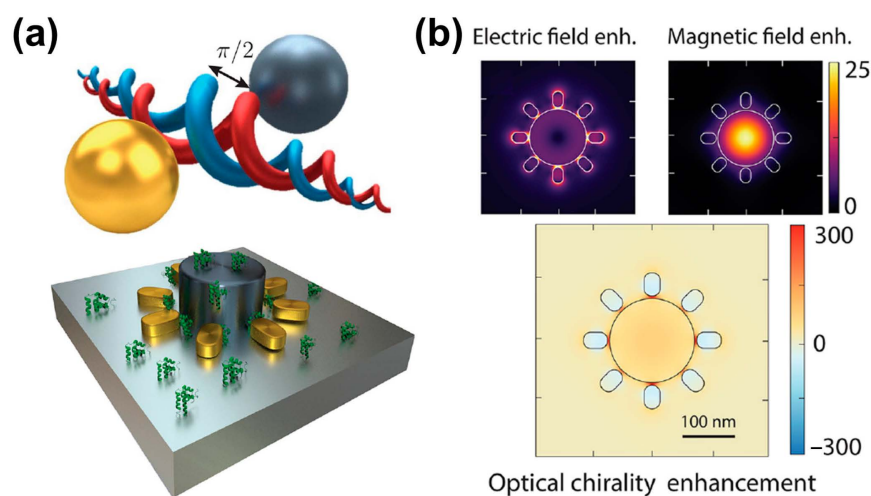 (a)
π/2
(b)
Electric field enh.
Magnetic field enh.
25
0
300
0
−300
100 nm
Optical chirality enhancement